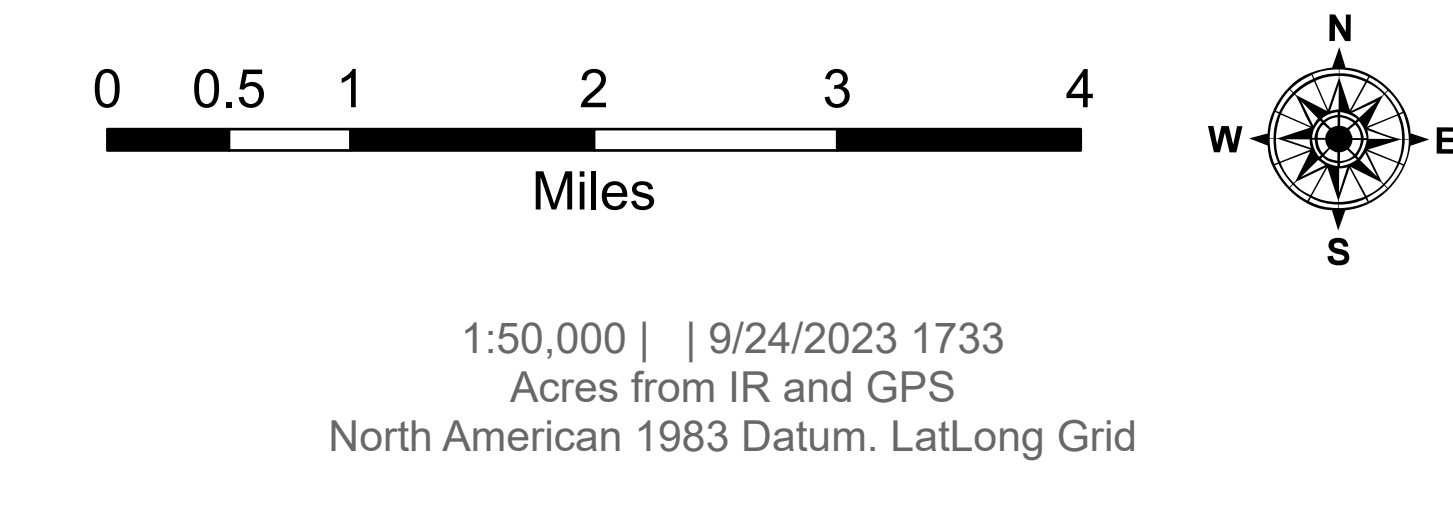 N
0 0.5 1 2 3 4
W E
Miles
S
1:50,000 | | 9/24/2023 1733
Acres from IR and GPS
North American 1983 Datum. LatLong Grid